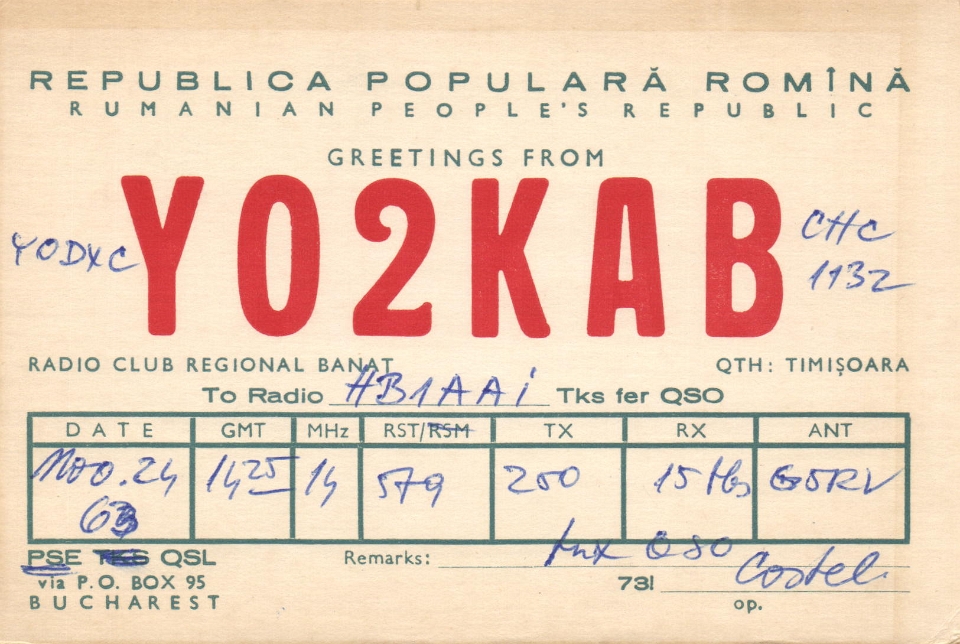 REPUBLICA POPULARĂ ROMÎNĂ
RUMANIAN PEOPLE'S REPUBLIC
GREETINGS FROM
YODXC YO2KAB CHC 1132
RADIO CLUB REGIONAL BANAT QTH: TIMIȘOARA
To Radio HB1AAi Tks fer QSO
DATE GMT MHz RST/RSM TX RX ANT
Nov. 24 63 1425 14 579 250 15 tbs G5RV
PSE TKS QSL Remarks: tnx QSO
via P.O. BOX 95 73! Costel
BUCHAREST op.